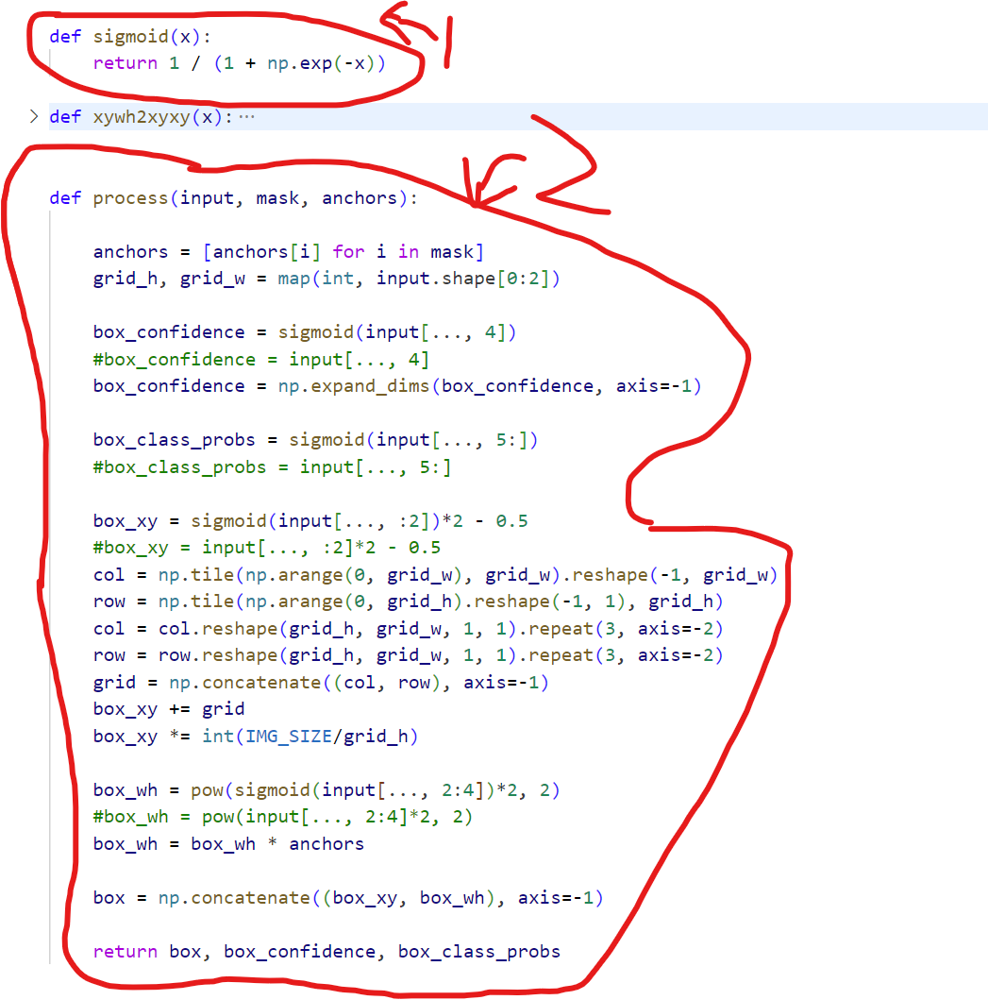 def sigmoid(x):
    return 1 / (1 + np.exp(-x))
1
def xywh2xyxy(x): ···
2
def process(input, mask, anchors):
    anchors = [anchors[i] for i in mask]
    grid_h, grid_w = map(int, input.shape[0:2])
    box_confidence = sigmoid(input[..., 4])
    #box_confidence = input[..., 4]
    box_confidence = np.expand_dims(box_confidence, axis=-1)
    box_class_probs = sigmoid(input[..., 5:])
    #box_class_probs = input[..., 5:]
    box_xy = sigmoid(input[..., :2])*2 - 0.5
    #box_xy = input[..., :2]*2 - 0.5
    col = np.tile(np.arange(0, grid_w), grid_w).reshape(-1, grid_w)
    row = np.tile(np.arange(0, grid_h).reshape(-1, 1), grid_h)
    col = col.reshape(grid_h, grid_w, 1, 1).repeat(3, axis=-2)
    row = row.reshape(grid_h, grid_w, 1, 1).repeat(3, axis=-2)
    grid = np.concatenate((col, row), axis=-1)
    box_xy += grid
    box_xy *= int(IMG_SIZE/grid_h)
    box_wh = pow(sigmoid(input[..., 2:4])*2, 2)
    #box_wh = pow(input[..., 2:4]*2, 2)
    box_wh = box_wh * anchors
    box = np.concatenate((box_xy, box_wh), axis=-1)
    return box, box_confidence, box_class_probs